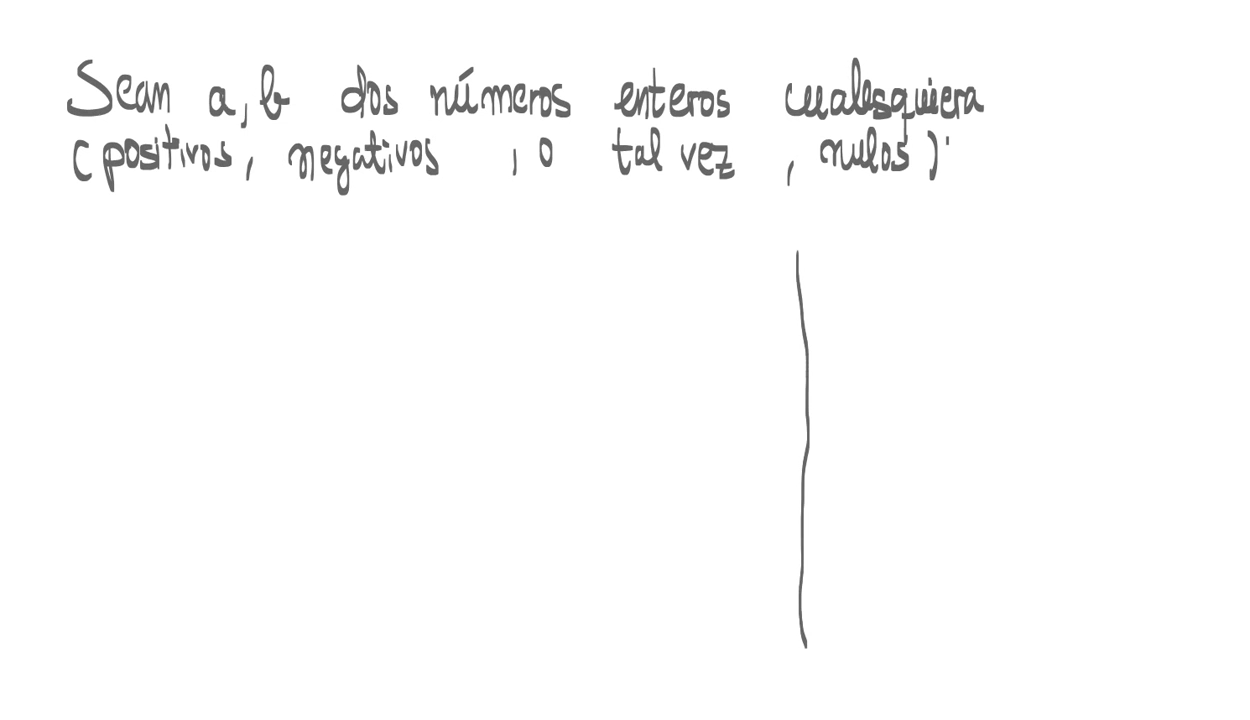 Sean a, b dos números enteros cualesquiera
(positivos, negativos , o tal vez , nulos).